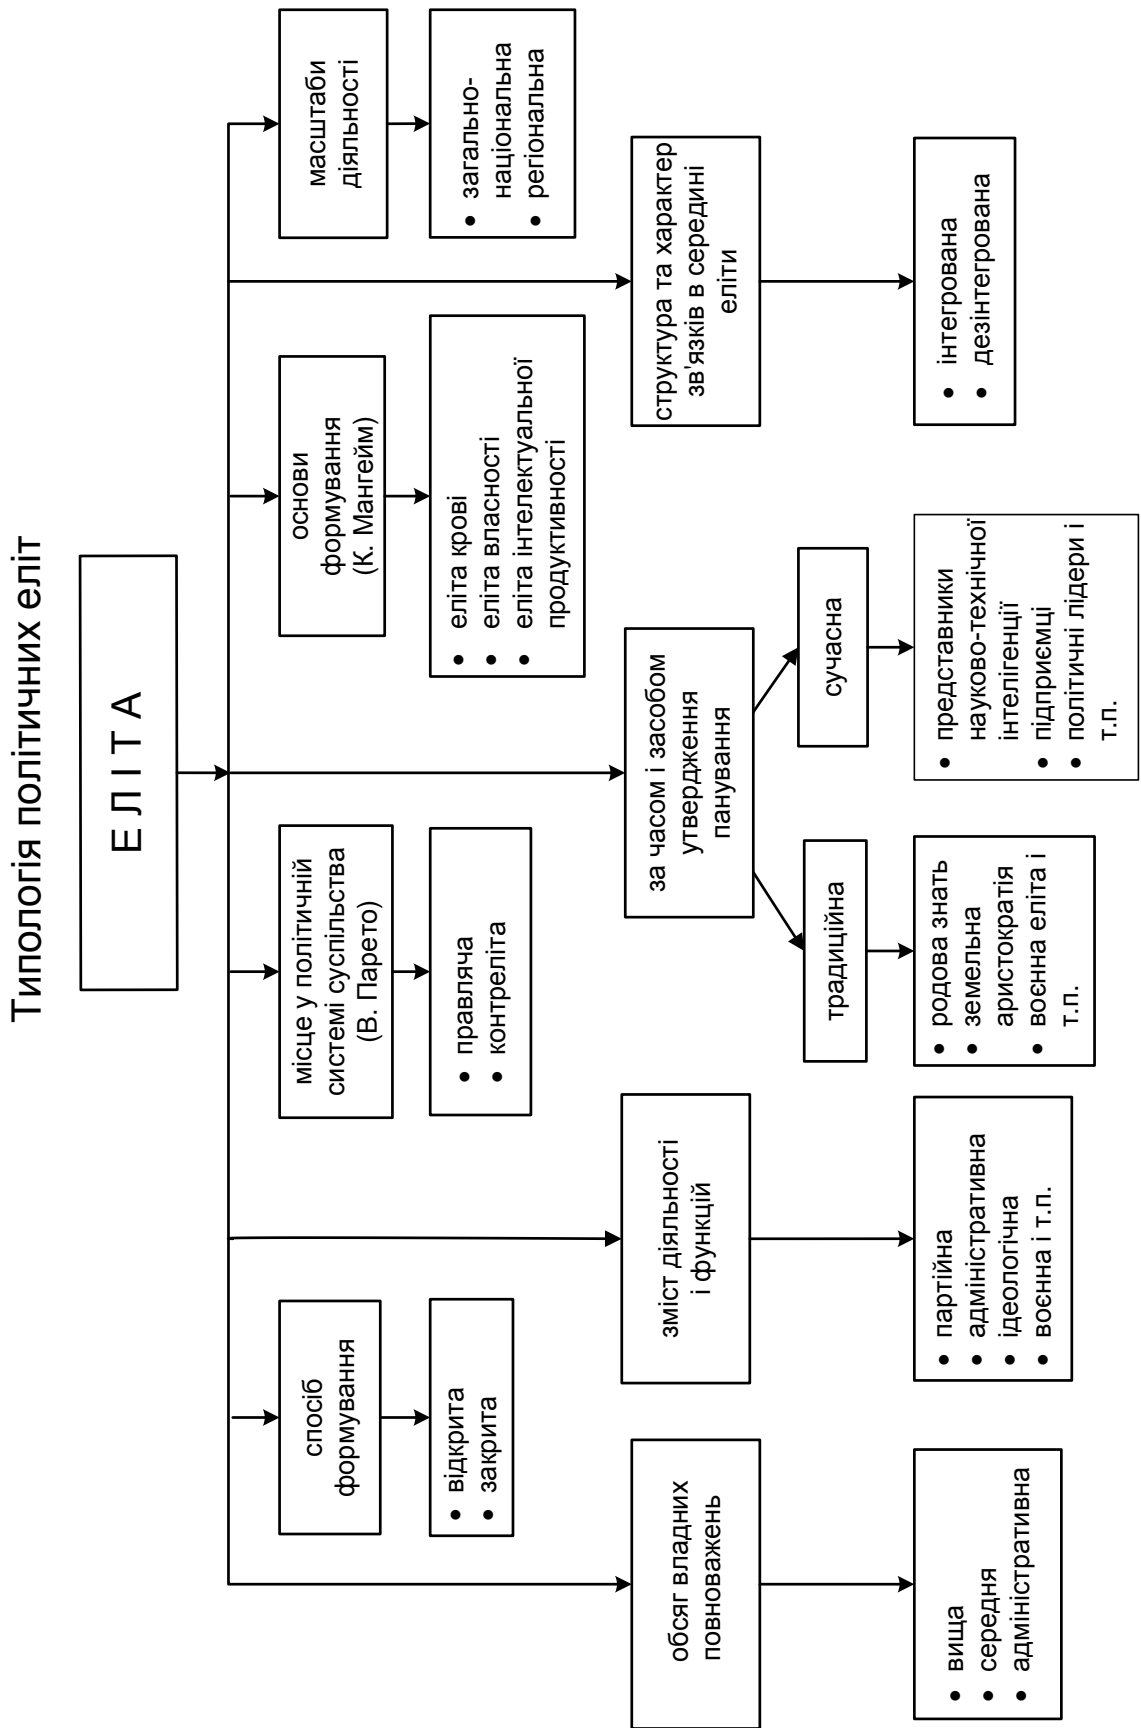 Типологія політичних еліт
Е Л І Т А
спосіб
формування
• відкрита
• закрита
місце у політичній
системі суспільства
(В. Парето)
• правляча
• контреліта
основи
формування
(К. Мангейм)
• еліта крові
• еліта власності
• еліта інтелектуальної
продуктивності
масштаби
діяльності
• загально-
національна
• регіональна
обсяг владних
повноважень
• вища
• середня
• адміністративна
зміст діяльності
і функцій
• партійна
• адміністративна
• ідеологічна
• воєнна і т.п.
за часом і засобом
утвердження
панування
традиційна
• родова знать
• земельна
аристократія
• воєнна еліта і
т.п.
сучасна
• представники
науково-технічної
інтелігенції
• підприємці
• політичні лідери і
т.п.
структура та характер
зв'язків в середині
еліти
• інтегрована
• дезінтегрована